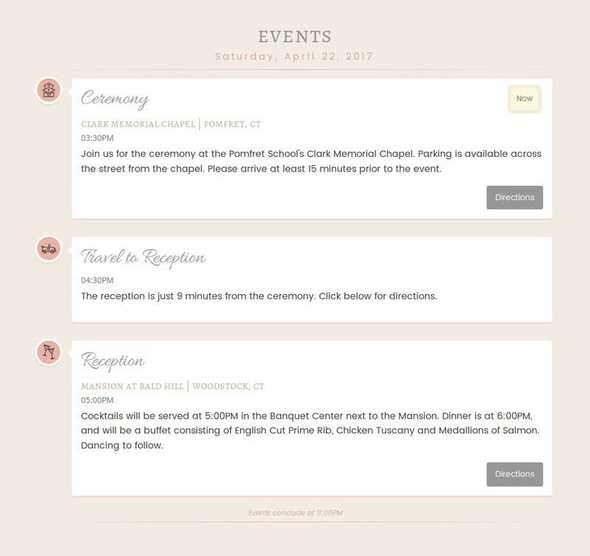 EVENTS
Saturday, April 22, 2017
Ceremony
Now
CLARK MEMORIAL CHAPEL | POMFRET, CT
03:30PM
Join us for the ceremony at the Pomfret School's Clark Memorial Chapel. Parking is available across
the street from the chapel. Please arrive at least 15 minutes prior to the event.
Directions
Travel to Reception
04:30PM
The reception is just 9 minutes from the ceremony. Click below for directions.
Reception
MANSION AT BALD HILL | WOODSTOCK, CT
05:00PM
Cocktails will be served at 5:00PM in the Banquet Center next to the Mansion. Dinner is at 6:00PM,
and will be a buffet consisting of English Cut Prime Rib, Chicken Tuscany and Medallions of Salmon.
Dancing to follow.
Directions
Events conclude at 11:00PM